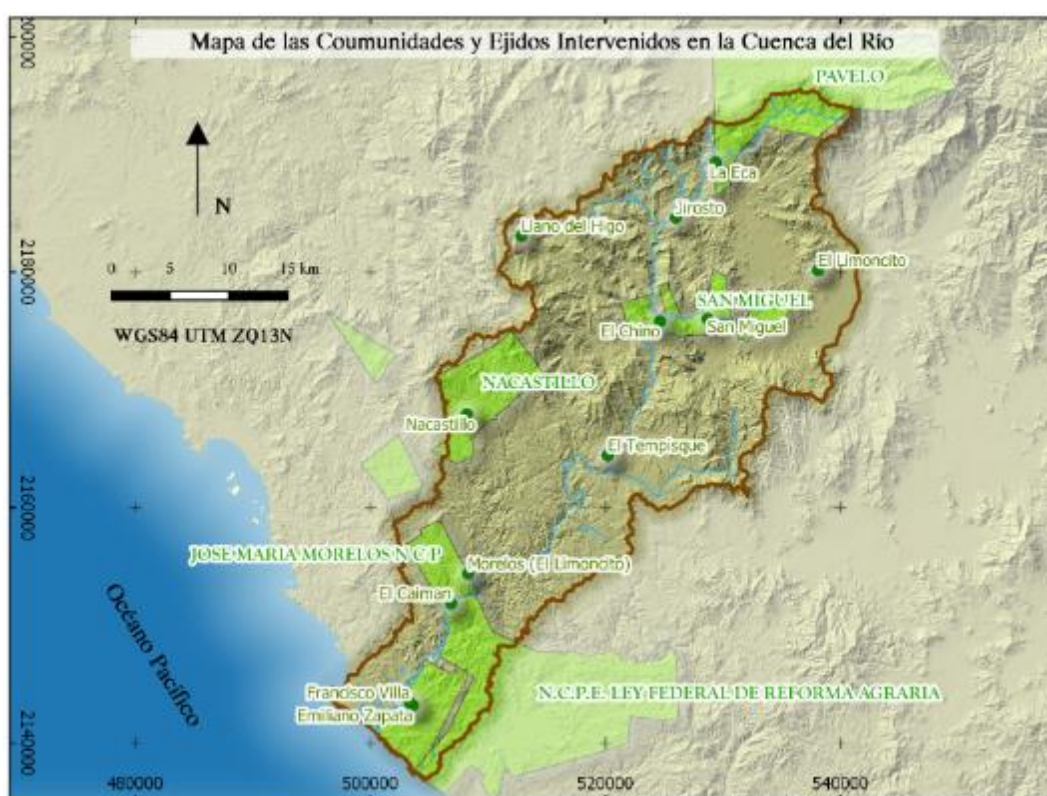 Mapa de las Coumunidades y Ejidos Intervenidos en la Cuenca del Río
PAVELO
La Eca
N
Jirosto
Llano del Higo
El Limoncito
0 5 10 15 km
SAN MIGUEL
El Chino
San Miguel
WGS84 UTM ZQ13N
NACASTILLO
Nacastillo
El Tempisque
JOSE MARIA MORELOS N C P
Morelos (El Limoncito)
El Caiman
Océano Pacífico
Francisco Villa
Emiliano Zapata
N.C.P.E. LEY FEDERAL DE REFORMA AGRARIA
2180000
2160000
2140000
480000 500000 520000 540000